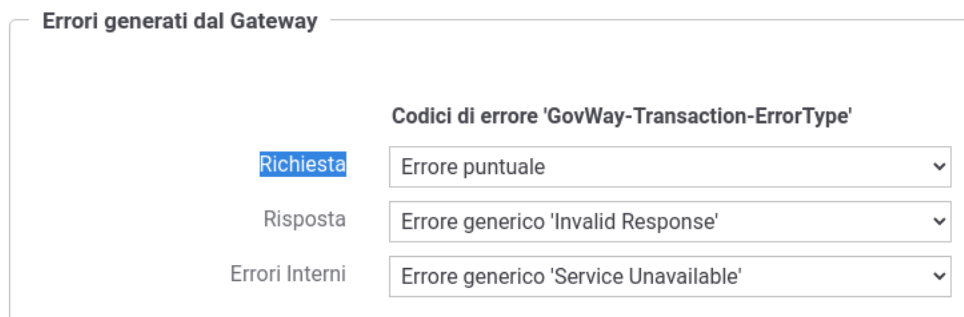 Errori generati dal Gateway
Codici di errore 'GovWay-Transaction-ErrorType'
Richiesta Errore puntuale
Risposta Errore generico 'Invalid Response'
Errori Interni Errore generico 'Service Unavailable'